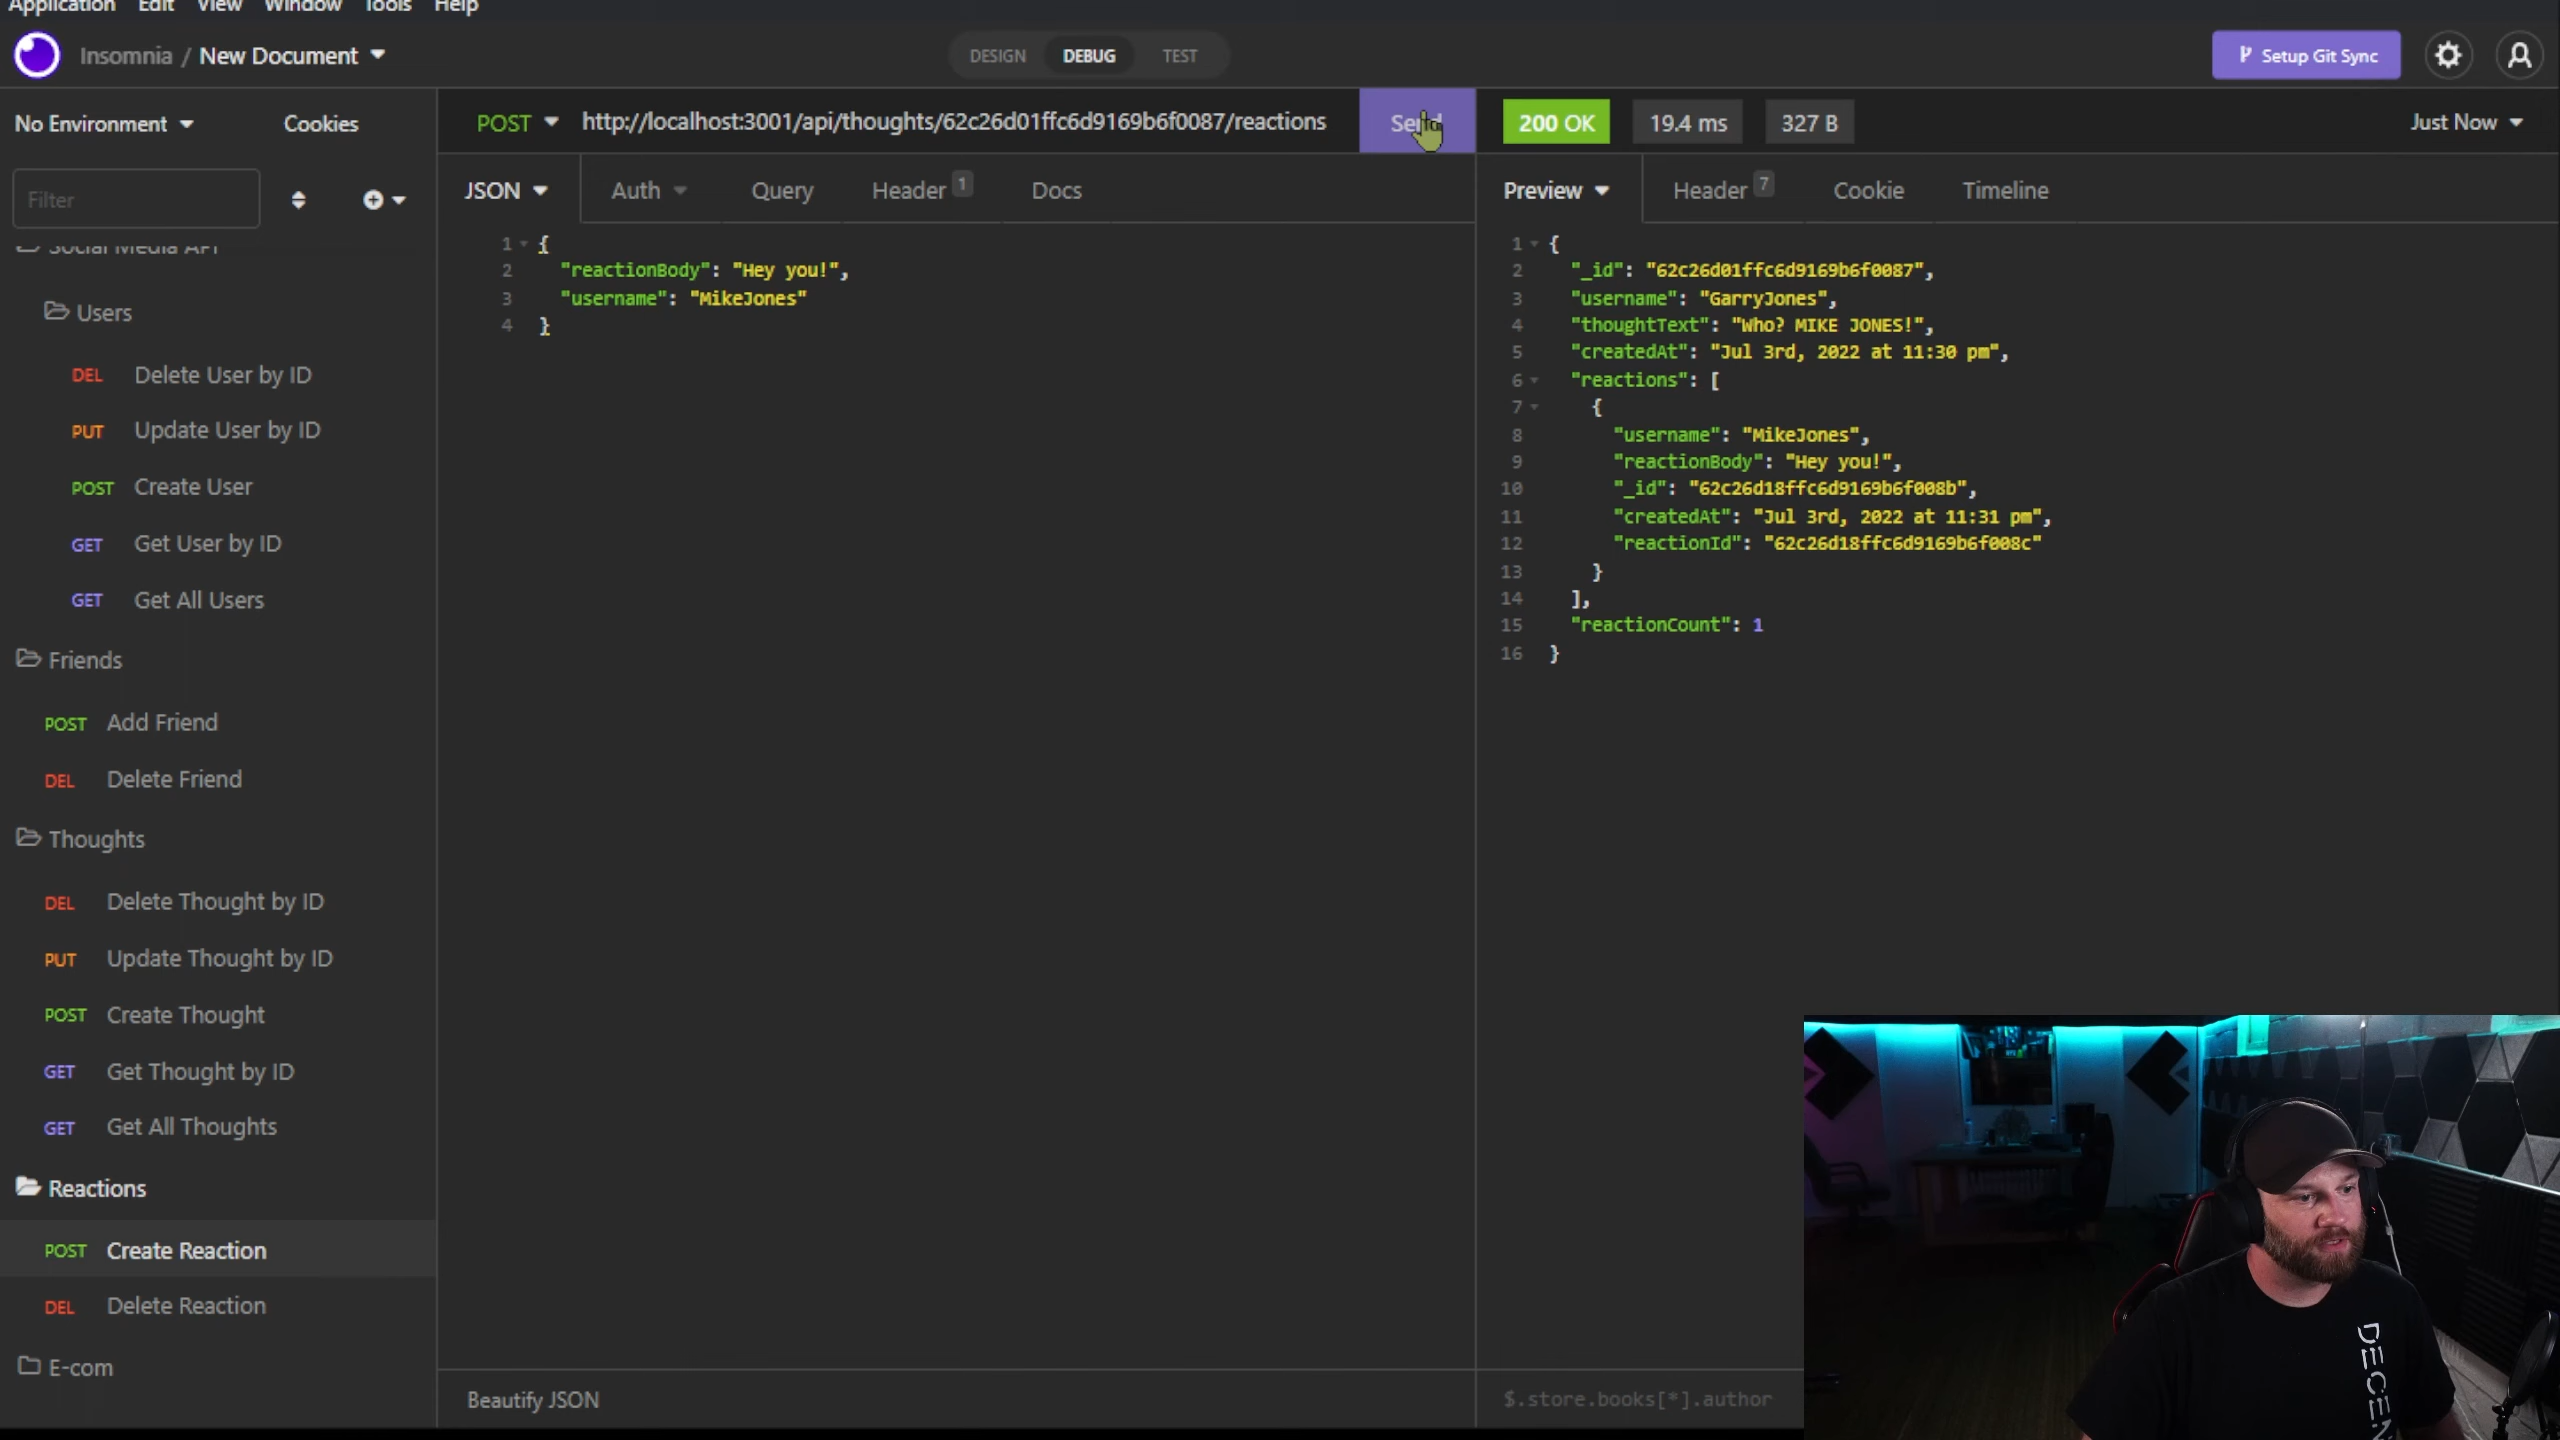 Application Edit View Window Tools Help
Insomnia / New Document
DESIGN DEBUG TEST
Setup Git Sync
No Environment
Cookies
POST http://localhost:3001/api/thoughts/62c26d01ffc6d9169b6f0087/reactions
Send
200 OK 19.4 ms 327 B
Just Now
Filter
JSON Auth Query Header 1 Docs
Preview Header 7 Cookie Timeline
Social Media API
Users
DEL Delete User by ID
PUT Update User by ID
POST Create User
GET Get User by ID
GET Get All Users
Friends
POST Add Friend
DEL Delete Friend
Thoughts
DEL Delete Thought by ID
PUT Update Thought by ID
POST Create Thought
GET Get Thought by ID
GET Get All Thoughts
Reactions
POST Create Reaction
DEL Delete Reaction
E-com
1 {
2 "reactionBody": "Hey you!",
3 "username": "MikeJones"
4 }
Beautify JSON
1 {
2 "_id": "62c26d01ffc6d9169b6f0087",
3 "username": "GarryJones",
4 "thoughtText": "Who? MIKE JONES!",
5 "createdAt": "Jul 3rd, 2022 at 11:30 pm",
6 "reactions": [
7 {
8 "username": "MikeJones",
9 "reactionBody": "Hey you!",
10 "_id": "62c26d18ffc6d9169b6f008b",
11 "createdAt": "Jul 3rd, 2022 at 11:31 pm",
12 "reactionId": "62c26d18ffc6d9169b6f008c"
13 }
14 ],
15 "reactionCount": 1
16 }
$.store.books[*].author
DECEN